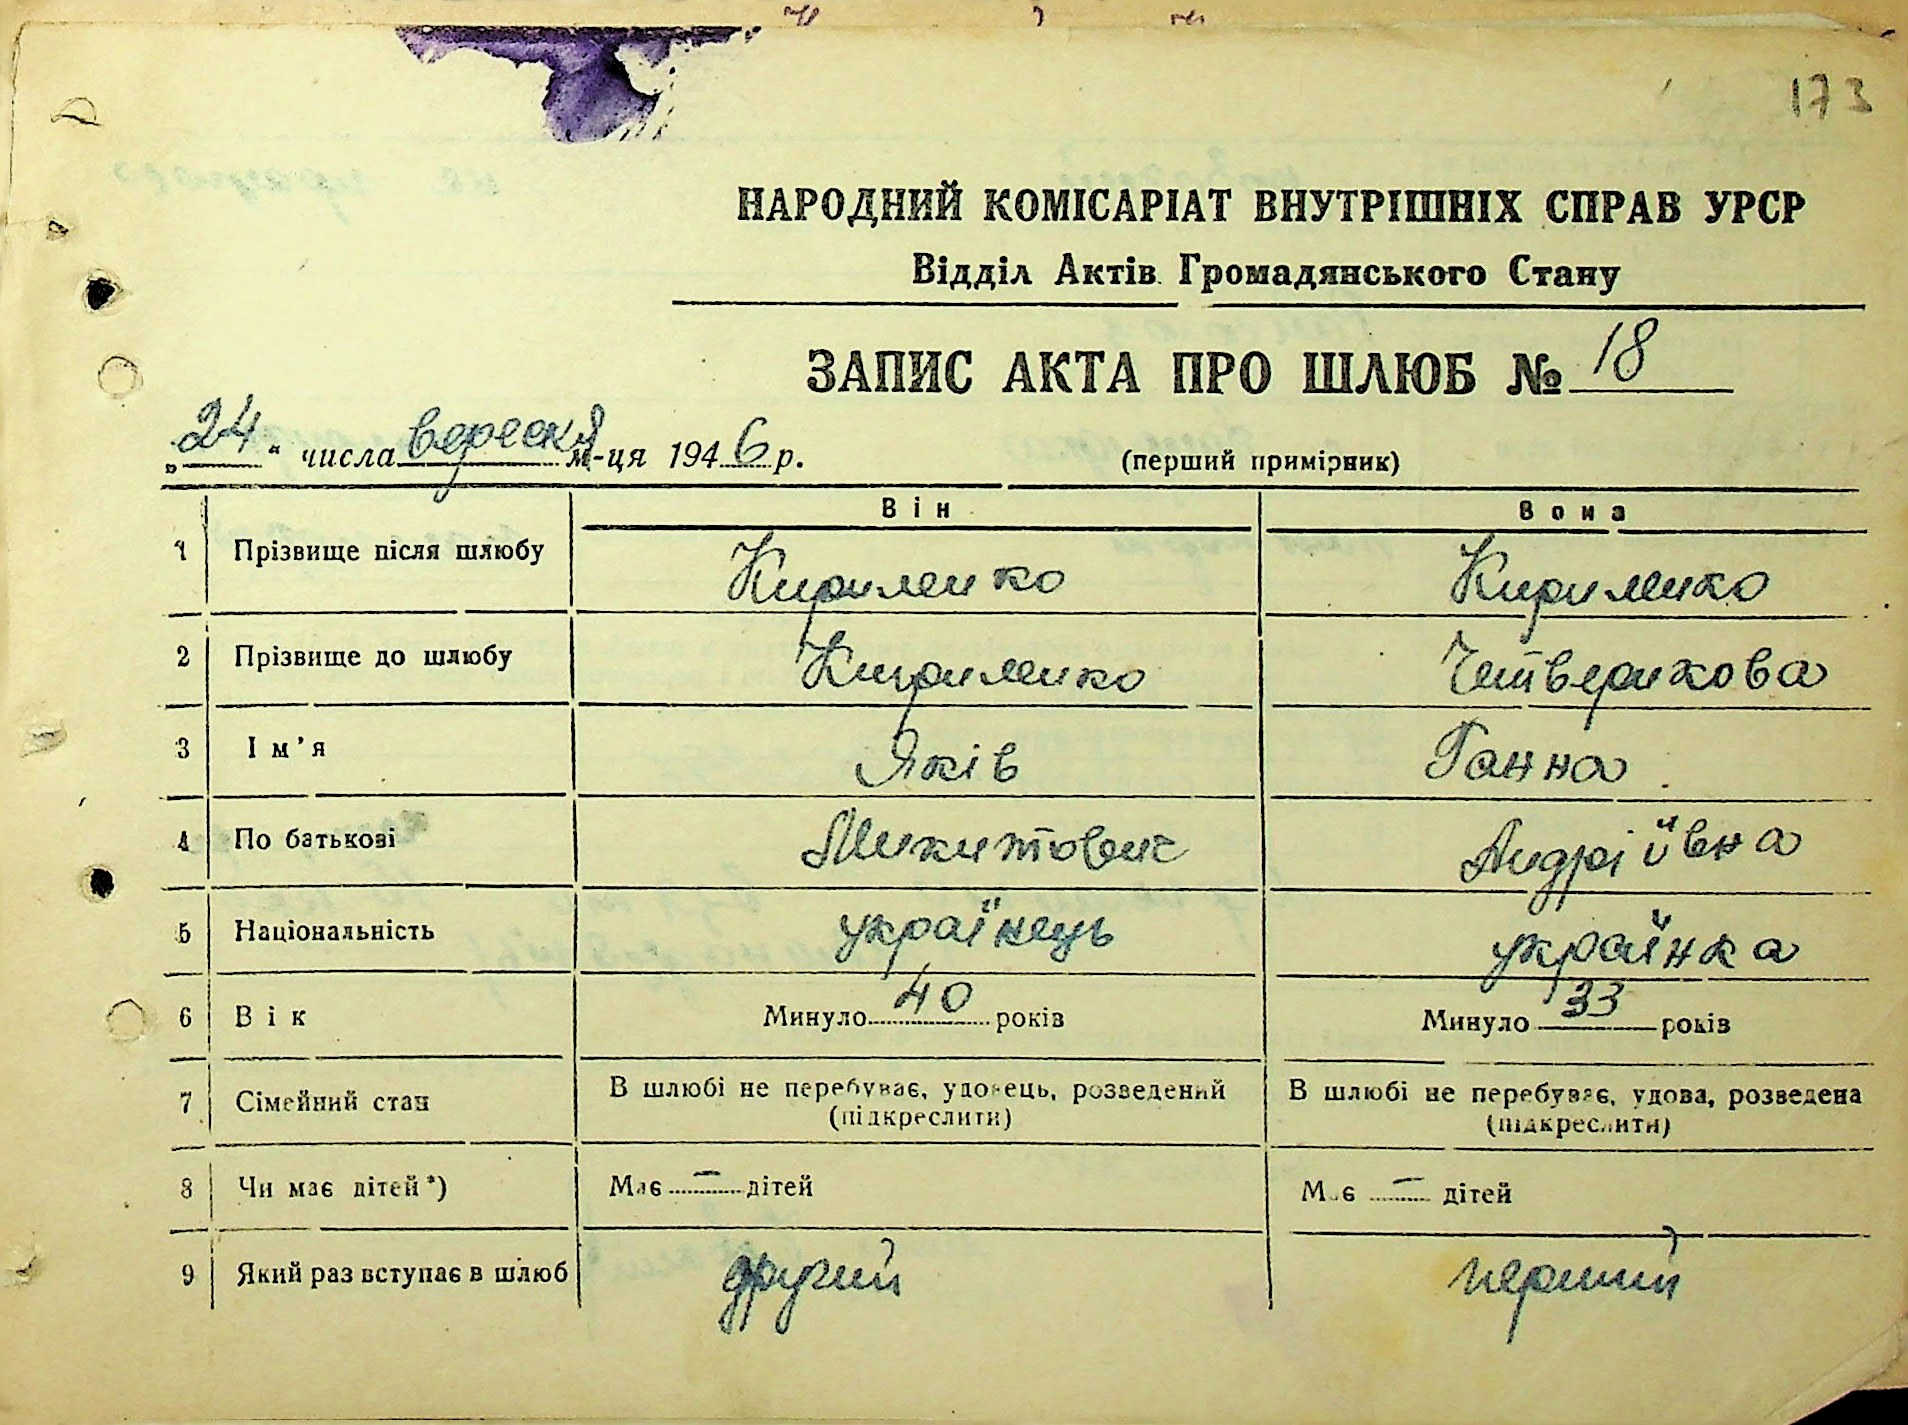 173
НАРОДНИЙ КОМІСАРІАТ ВНУТРІШНІХ СПРАВ УРСР
Відділ Актів Громадянського Стану
ЗАПИС АКТА ПРО ШЛЮБ № 18
„24" числа вересня м-ця 1946 р. (перший примірник)
Він Вона
1 Прізвище після шлюбу Кириленко Кириленко
2 Прізвище до шлюбу Кириленко Четверикова
3 Ім'я Яків Ганна
4 По батькові Микитович Андріївна
5 Національність українець українка
6 Вік Минуло 40 років Минуло 33 років
7 Сімейний стан В шлюбі не перебуває, удовець, розведений В шлюбі не перебуває, удова, розведена
(підкреслити) (підкреслити)
8 Чи має дітей*) Має — дітей Має — дітей
9 Який раз вступає в шлюб другий перший